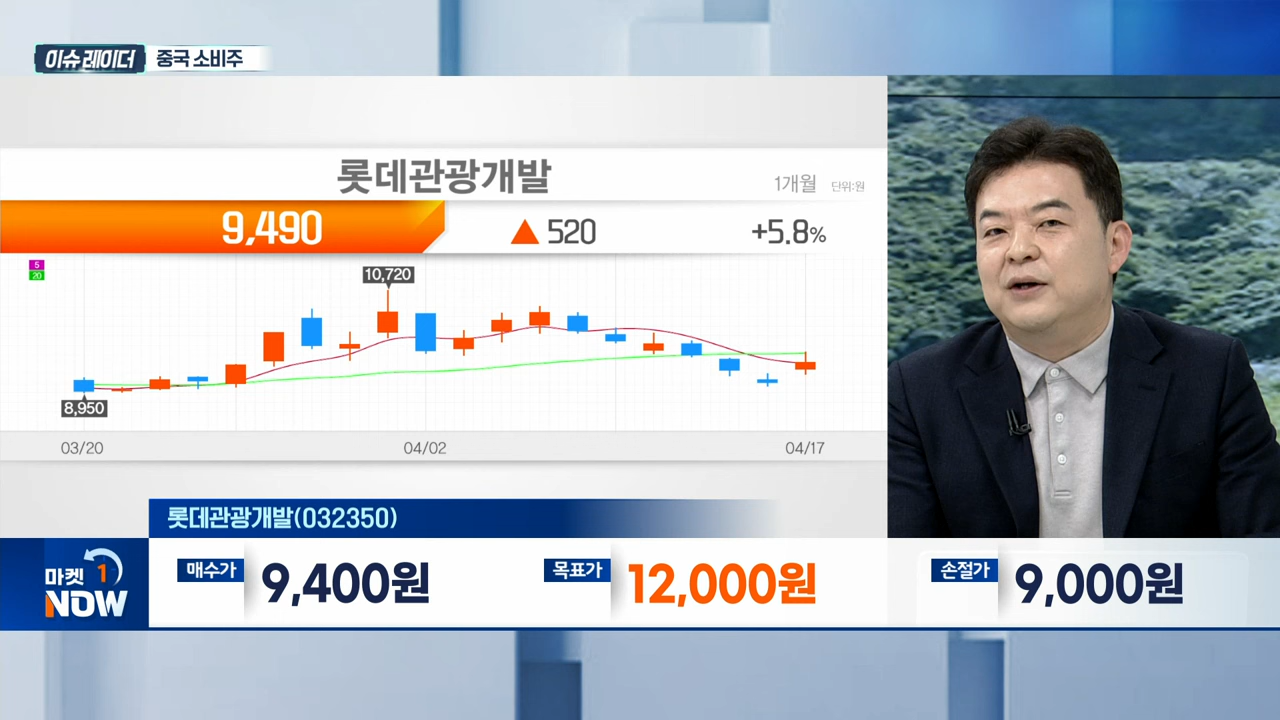 이슈 레이더 중국 소비주
롯데관광개발
1개월 단위:원
9,490 ▲ 520 +5.8%
5
20
10,720
8,950
03/20 04/02 04/17
롯데관광개발(032350)
마켓 1
NOW
매수가 9,400원 목표가 12,000원 손절가 9,000원